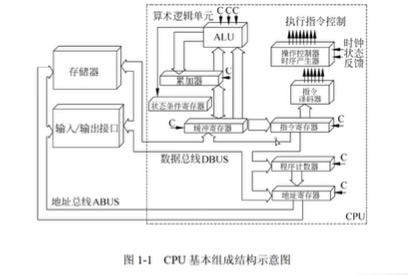 算术逻辑单元
C CC
ALU
执行指令控制
操作控制器
时序产生器
时钟
状态
反馈
存储器
累加器
C
指令
译码器
状态条件寄存器
输入/输出接口
C
缓冲寄存器
指令寄存器
C
数据总线DBUS
程序计数器
C
地址总线ABUS
地址寄存器
C
CPU
图 1-1 CPU 基本组成结构示意图